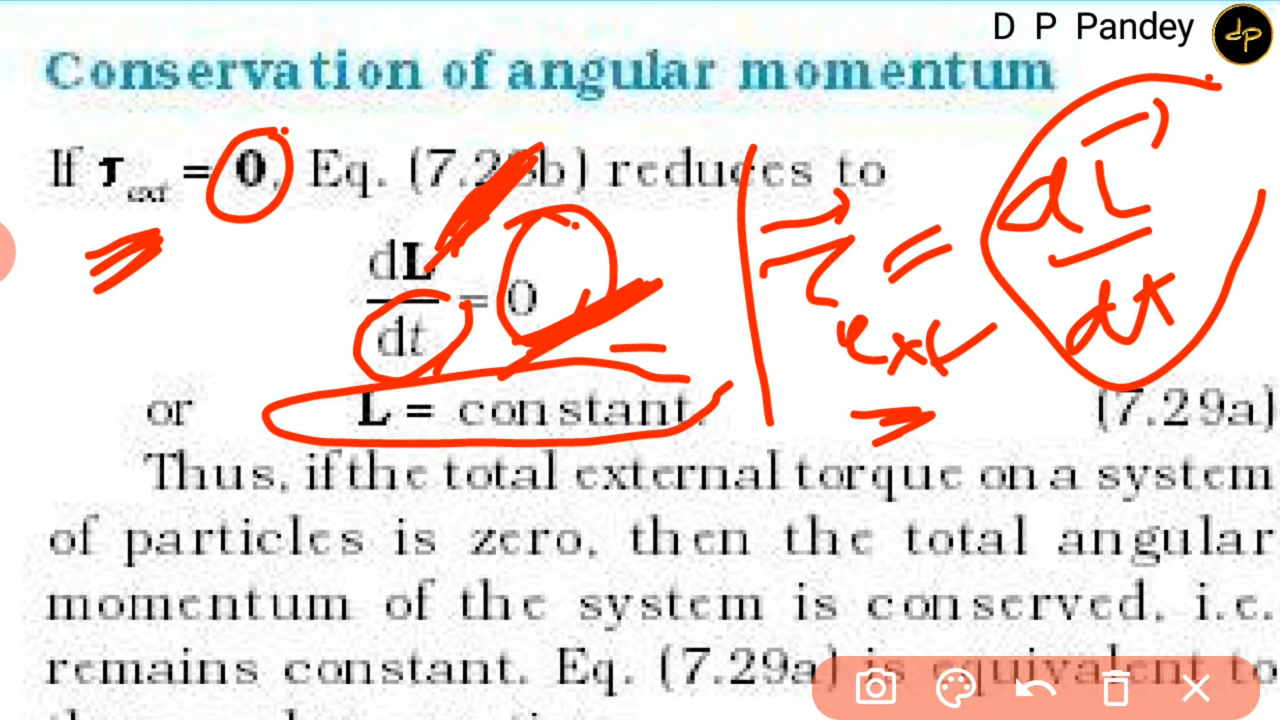 D P Pandey
dp
Conservation of angular momentum
If τext = 0, Eq. (7.28b) reduces to
dL/dt = 0
τ⃗ext = dL⃗/dt
or L = constant. (7.29a)
Thus, if the total external torque on a system
of particles is zero, then the total angular
momentum of the system is conserved, i.e.
remains constant. Eq. (7.29a) is equivalent to